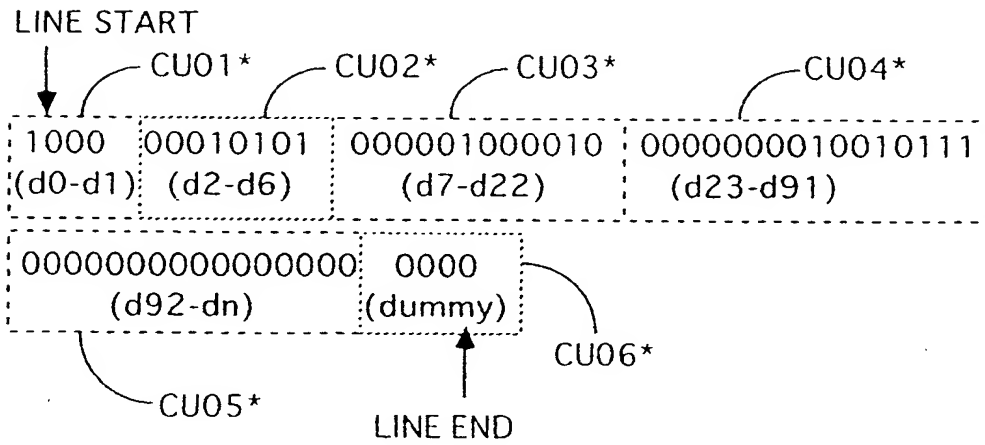 LINE START
CU01* CU02* CU03* CU04*
1000 00010101 000001000010 0000000010010111
(d0-d1) (d2-d6) (d7-d22) (d23-d91)
0000000000000000 0000
(d92-dn) (dummy)
CU06*
CU05*
LINE END